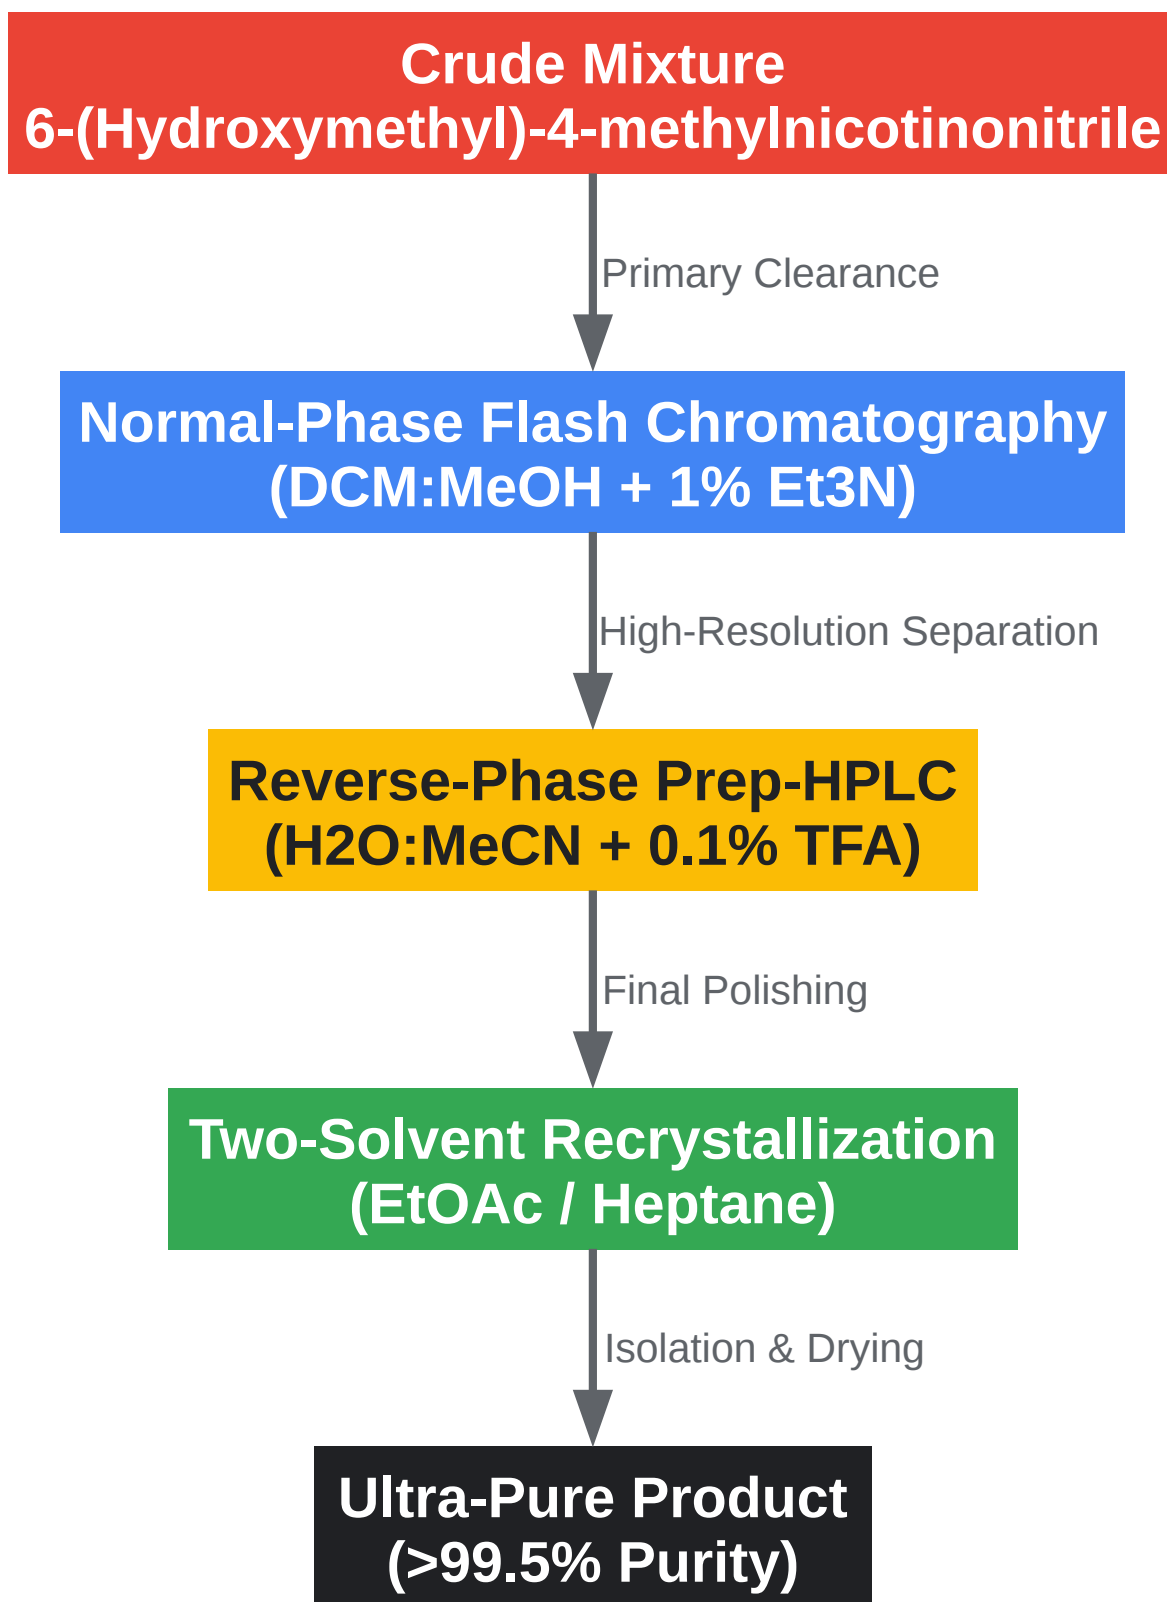 Crude Mixture
6-(Hydroxymethyl)-4-methylnicotinonitrile
Primary Clearance
Normal-Phase Flash Chromatography
(DCM:MeOH + 1% Et3N)
High-Resolution Separation
Reverse-Phase Prep-HPLC
(H2O:MeCN + 0.1% TFA)
Final Polishing
Two-Solvent Recrystallization
(EtOAc / Heptane)
Isolation & Drying
Ultra-Pure Product
(>99.5% Purity)